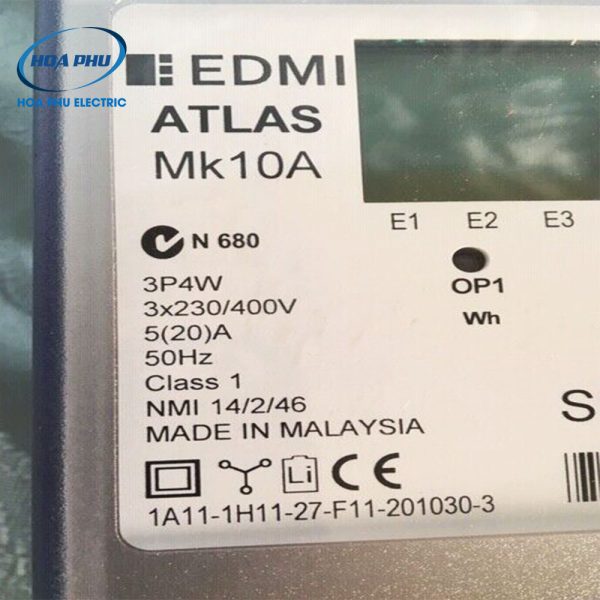 HOA PHU
HOA PHU ELECTRIC
EDMI
ATLAS
Mk10A
E1 E2 E3
N 680
OP1
Wh
3P4W
3x230/400V
5(20)A
50Hz
Class 1
NMI 14/2/46
MADE IN MALAYSIA
S
Li CE
1A11-1H11-27-F11-201030-3